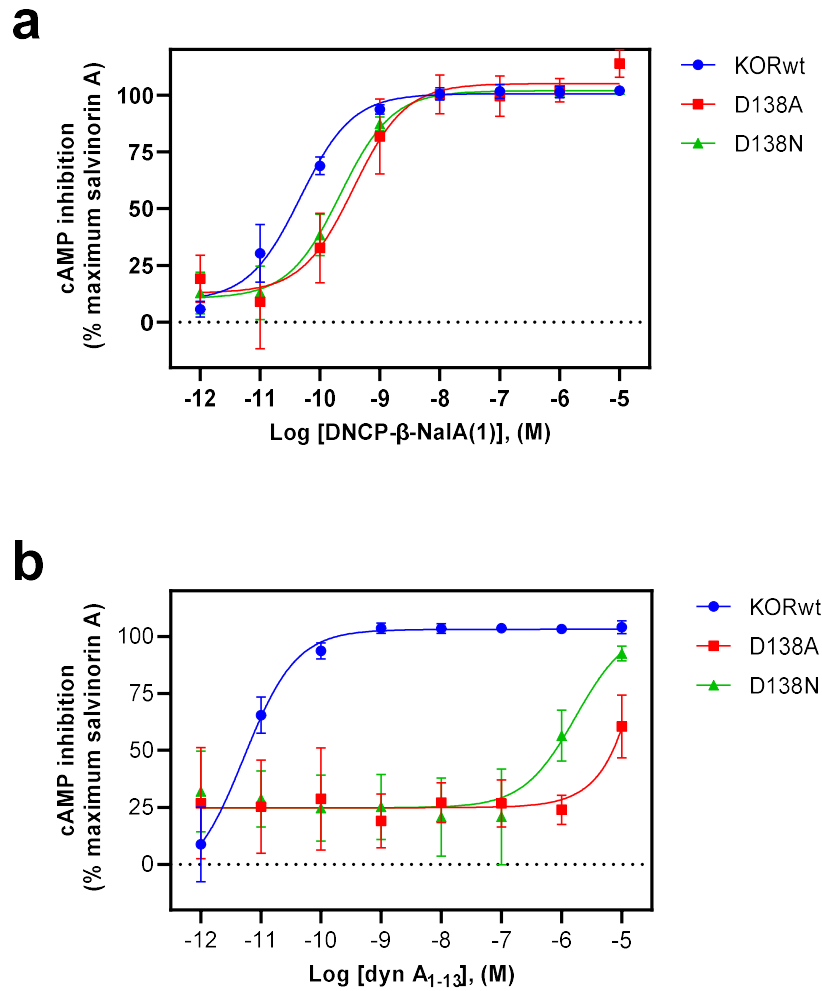 a
cAMP inhibition
(% maximum salvinorin A)
100
75
50
25
0
-12 -11 -10 -9 -8 -7 -6 -5
Log [DNCP-β-NalA(1)], (M)
KORwt
D138A
D138N
b
cAMP inhibition
(% maximum salvinorin A)
100
75
50
25
0
-12 -11 -10 -9 -8 -7 -6 -5
Log [dyn A1-13], (M)
KORwt
D138A
D138N